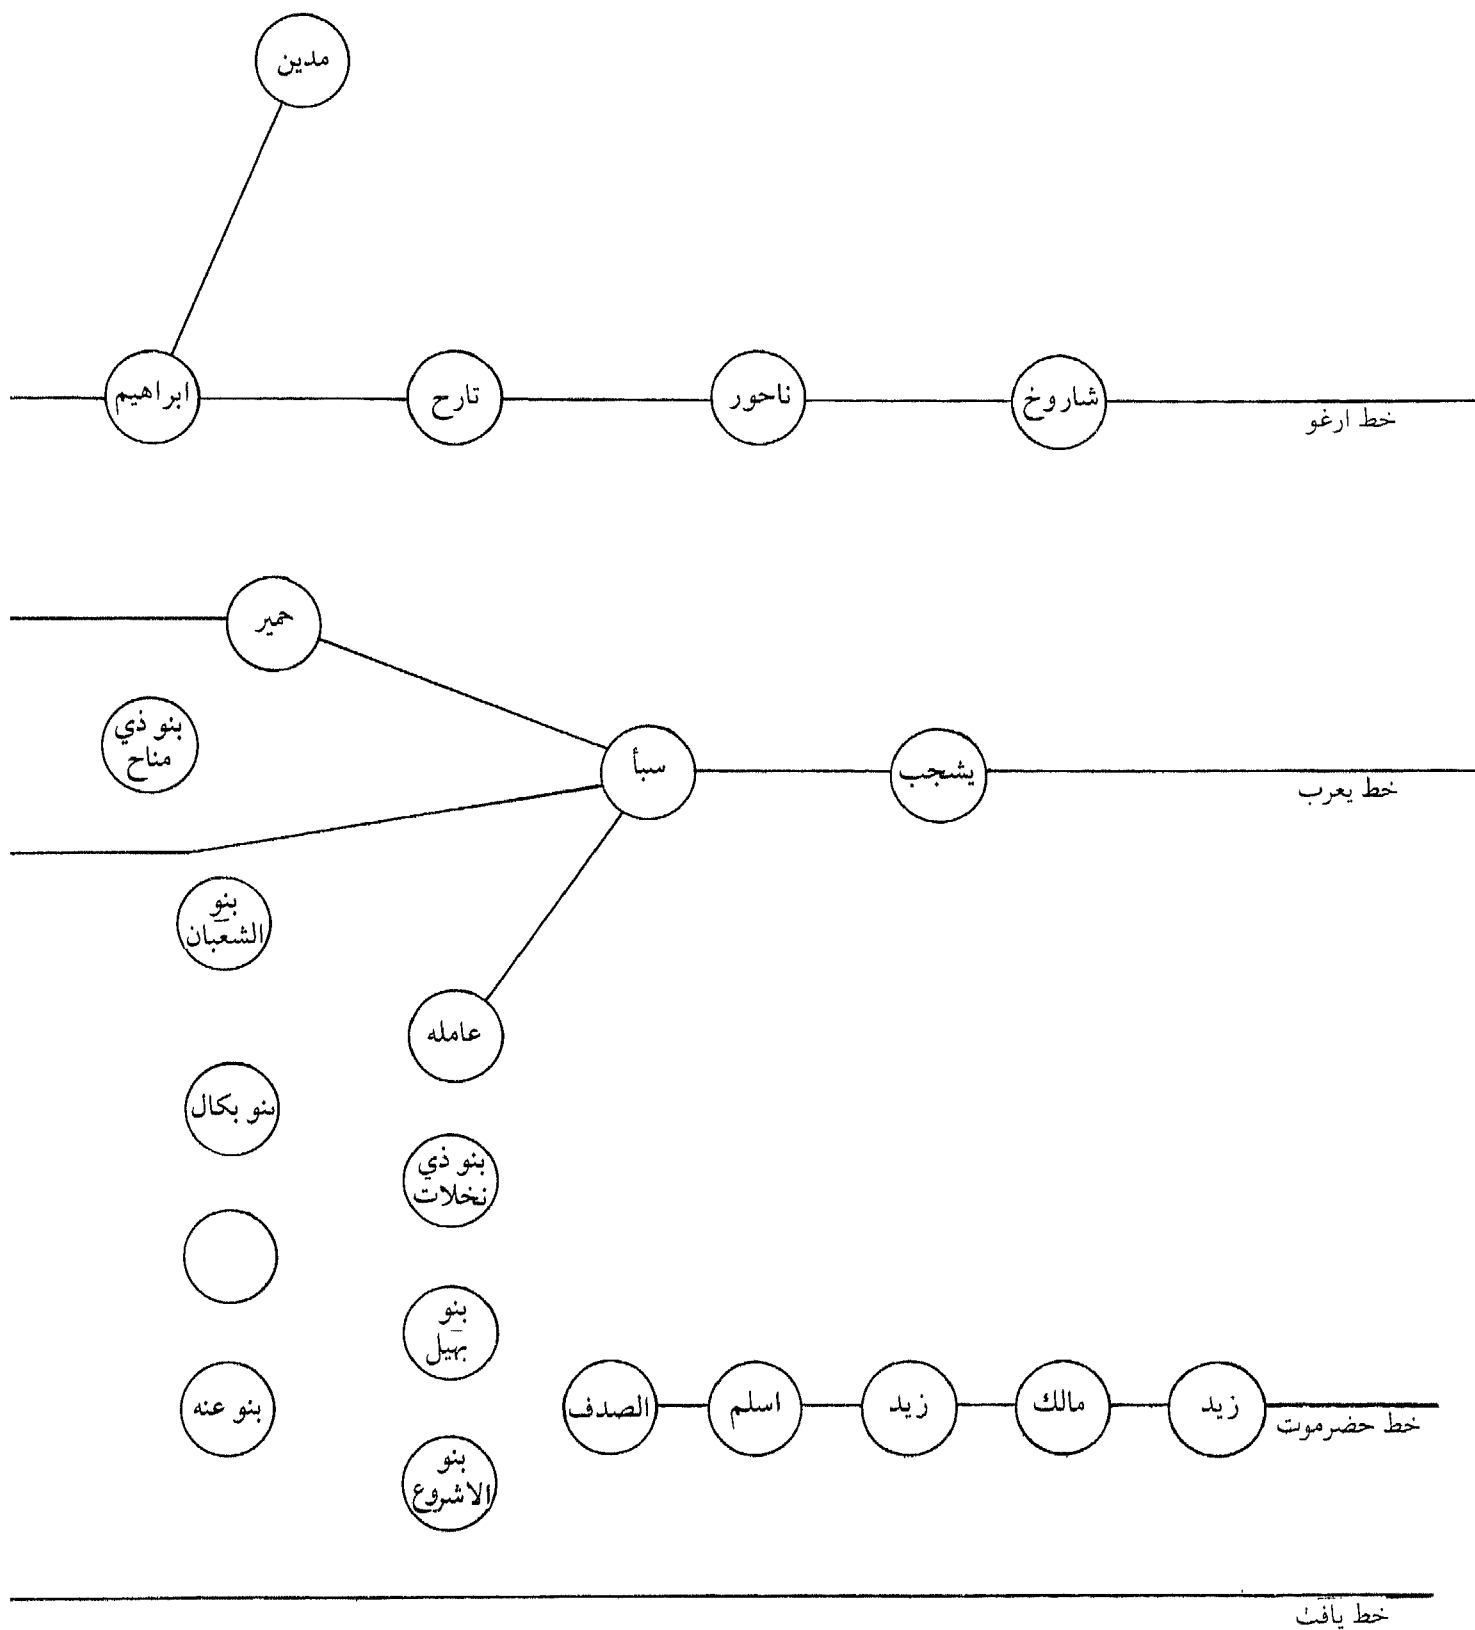 مدين
شاروخ
ناحور
تارح
ابراهيم
خط ارغو
حمير
بنو ذي
مناح
يشجب
سبأ
خط يعرب
بنو
الشعبان
عامله
بنو بكال
بنو ذي
نخلات
بنو
بهيل
زيد
مالك
زيد
اسلم
الصدف
بنو عنه
خط حضرموت
بنو
الاشروع
خط يافث